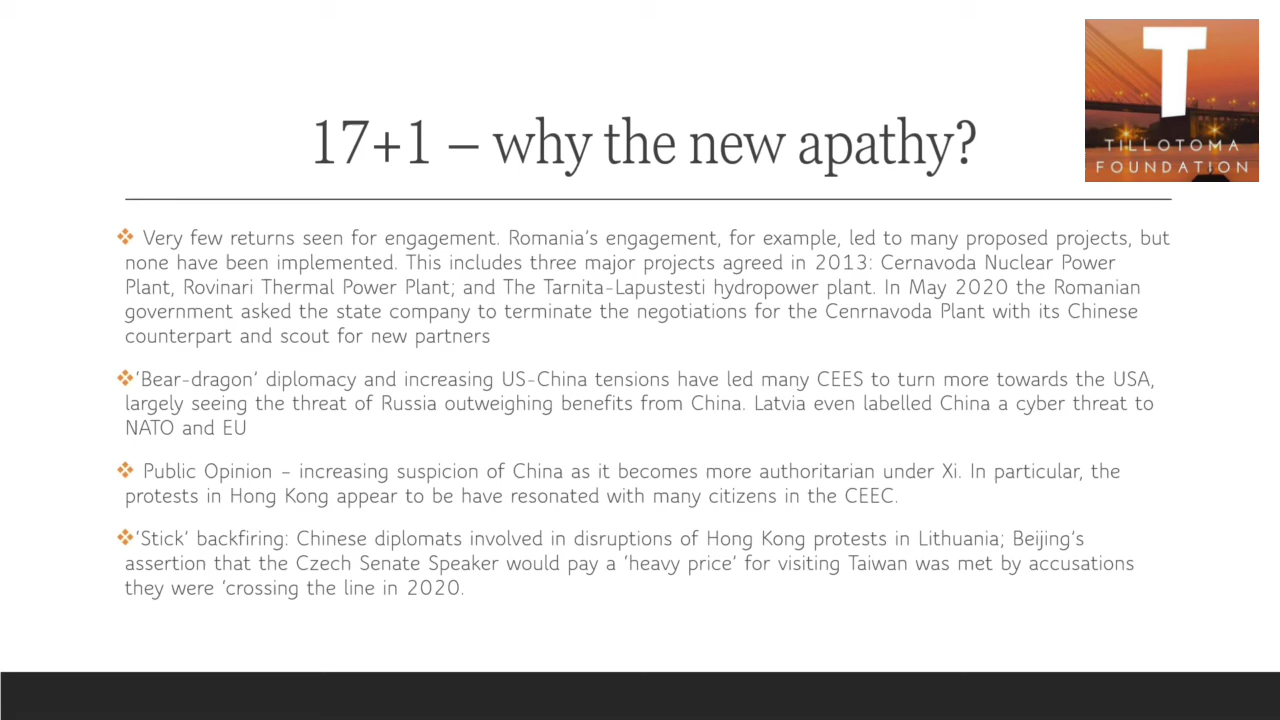 TILLOTOMA
FOUNDATION
17+1 – why the new apathy?
❖ Very few returns seen for engagement. Romania's engagement, for example, led to many proposed projects, but
none have been implemented. This includes three major projects agreed in 2013: Cernavoda Nuclear Power
Plant, Rovinari Thermal Power Plant; and The Tarnita-Lapustesti hydropower plant. In May 2020 the Romanian
government asked the state company to terminate the negotiations for the Cenrnavoda Plant with its Chinese
counterpart and scout for new partners
❖'Bear-dragon' diplomacy and increasing US-China tensions have led many CEES to turn more towards the USA,
largely seeing the threat of Russia outweighing benefits from China. Latvia even labelled China a cyber threat to
NATO and EU
❖ Public Opinion – increasing suspicion of China as it becomes more authoritarian under Xi. In particular, the
protests in Hong Kong appear to be have resonated with many citizens in the CEEC.
❖'Stick' backfiring: Chinese diplomats involved in disruptions of Hong Kong protests in Lithuania; Beijing's
assertion that the Czech Senate Speaker would pay a 'heavy price' for visiting Taiwan was met by accusations
they were 'crossing the line in 2020.